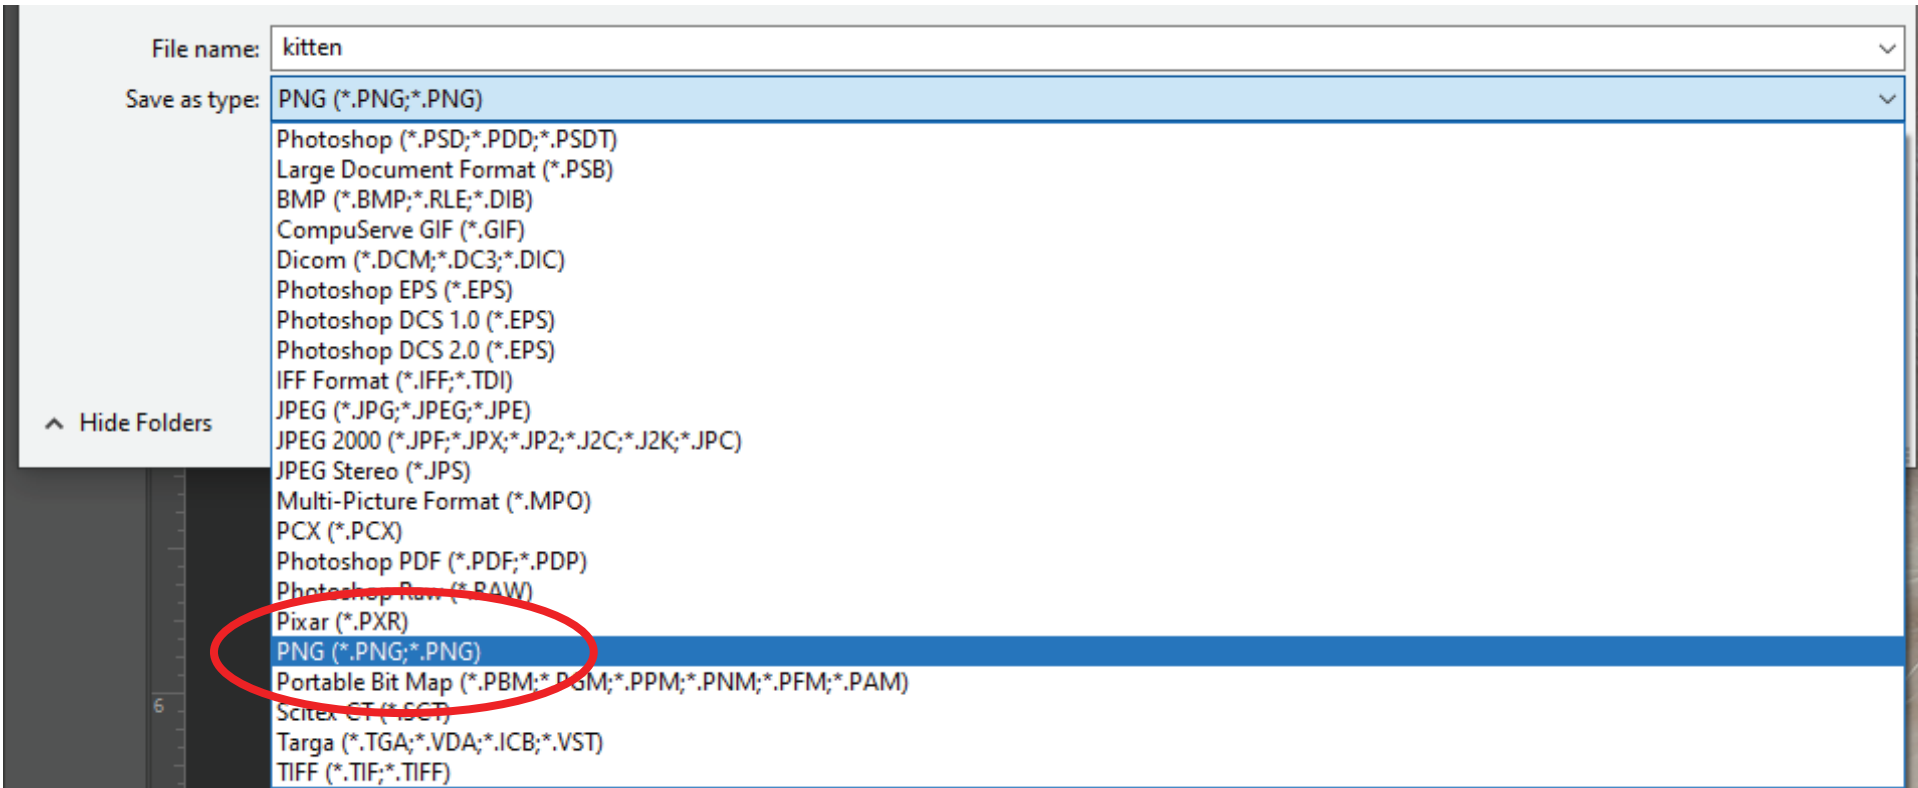 File name: kitten
Save as type: PNG (*.PNG;*.PNG)
Photoshop (*.PSD;*.PDD;*.PSDT)
Large Document Format (*.PSB)
BMP (*.BMP;*.RLE;*.DIB)
CompuServe GIF (*.GIF)
Dicom (*.DCM;*.DC3;*.DIC)
Photoshop EPS (*.EPS)
Photoshop DCS 1.0 (*.EPS)
Photoshop DCS 2.0 (*.EPS)
IFF Format (*.IFF;*.TDI)
JPEG (*.JPG;*.JPEG;*.JPE)
Hide Folders
JPEG 2000 (*.JPF;*.JPX;*.JP2;*.J2C;*.J2K;*.JPC)
JPEG Stereo (*.JPS)
Multi-Picture Format (*.MPO)
PCX (*.PCX)
Photoshop PDF (*.PDF;*.PDP)
Photoshop Raw (*.RAW)
Pixar (*.PXR)
PNG (*.PNG;*.PNG)
Portable Bit Map (*.PBM;*.PGM;*.PPM;*.PNM;*.PFM;*.PAM)
6
Scitex CT (*.SCT)
Targa (*.TGA;*.VDA;*.ICB;*.VST)
TIFF (*.TIF;*.TIFF)